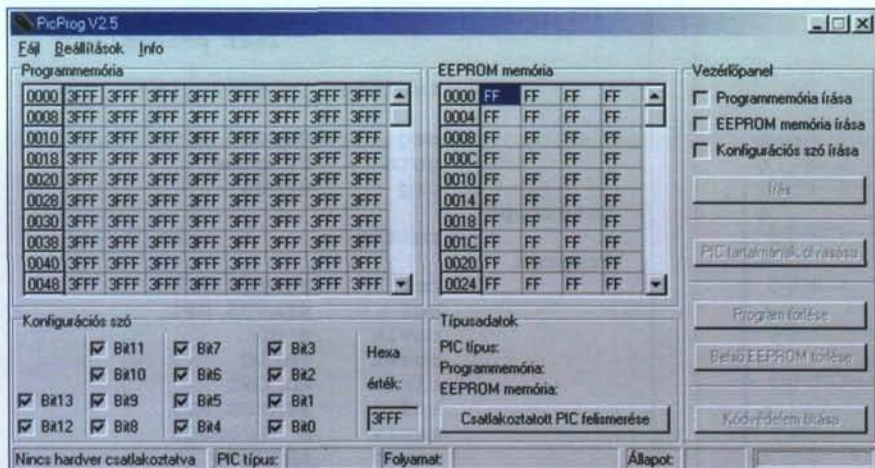 PicProg V2.5
Fájl Beállítások Info
Programmemória
0000 3FFF 3FFF 3FFF 3FFF 3FFF 3FFF 3FFF 3FFF
0008 3FFF 3FFF 3FFF 3FFF 3FFF 3FFF 3FFF 3FFF
0010 3FFF 3FFF 3FFF 3FFF 3FFF 3FFF 3FFF 3FFF
0018 3FFF 3FFF 3FFF 3FFF 3FFF 3FFF 3FFF 3FFF
0020 3FFF 3FFF 3FFF 3FFF 3FFF 3FFF 3FFF 3FFF
0028 3FFF 3FFF 3FFF 3FFF 3FFF 3FFF 3FFF 3FFF
0030 3FFF 3FFF 3FFF 3FFF 3FFF 3FFF 3FFF 3FFF
0038 3FFF 3FFF 3FFF 3FFF 3FFF 3FFF 3FFF 3FFF
0040 3FFF 3FFF 3FFF 3FFF 3FFF 3FFF 3FFF 3FFF
0048 3FFF 3FFF 3FFF 3FFF 3FFF 3FFF 3FFF 3FFF
EEPROM memória
0000 FF FF FF FF
0004 FF FF FF FF
0008 FF FF FF FF
000C FF FF FF FF
0010 FF FF FF FF
0014 FF FF FF FF
0018 FF FF FF FF
001C FF FF FF FF
0020 FF FF FF FF
0024 FF FF FF FF
Vezérlőpanel
Programmemória írása
EEPROM memória írása
Konfigurációs szó írása
Írás
PIC tartalmának olvasása
Program törlése
Belső EEPROM törlése
Kódvédelem tiltása
Konfigurációs szó
Bit11 Bit7 Bit3
Bit10 Bit6 Bit2
Bit13 Bit9 Bit5 Bit1
Bit12 Bit8 Bit4 Bit0
Hexa
érték:
3FFF
Típusadatok
PIC típus:
Programmemória:
EEPROM memória:
Csatlakoztatott PIC felismerése
Nincs hardver csatlakoztatva PIC típus: Folyamat: Állapot: